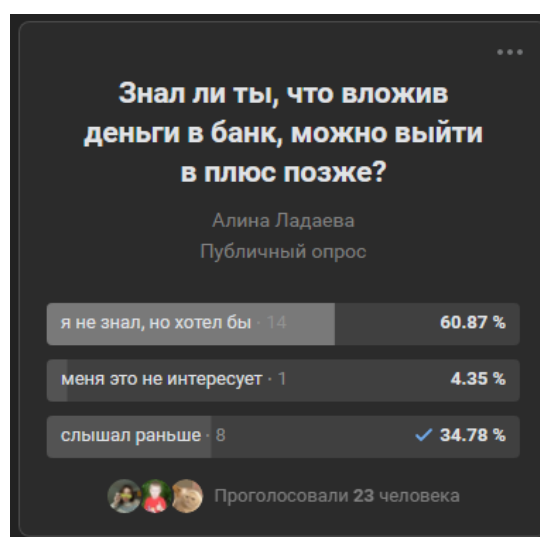 Знал ли ты, что вложив
деньги в банк, можно выйти
в плюс позже?
Алина Ладаева
Публичный опрос
я не знал, но хотел бы · 14 60.87 %
меня это не интересует · 1 4.35 %
слышал раньше · 8 34.78 %
Проголосовали 23 человека